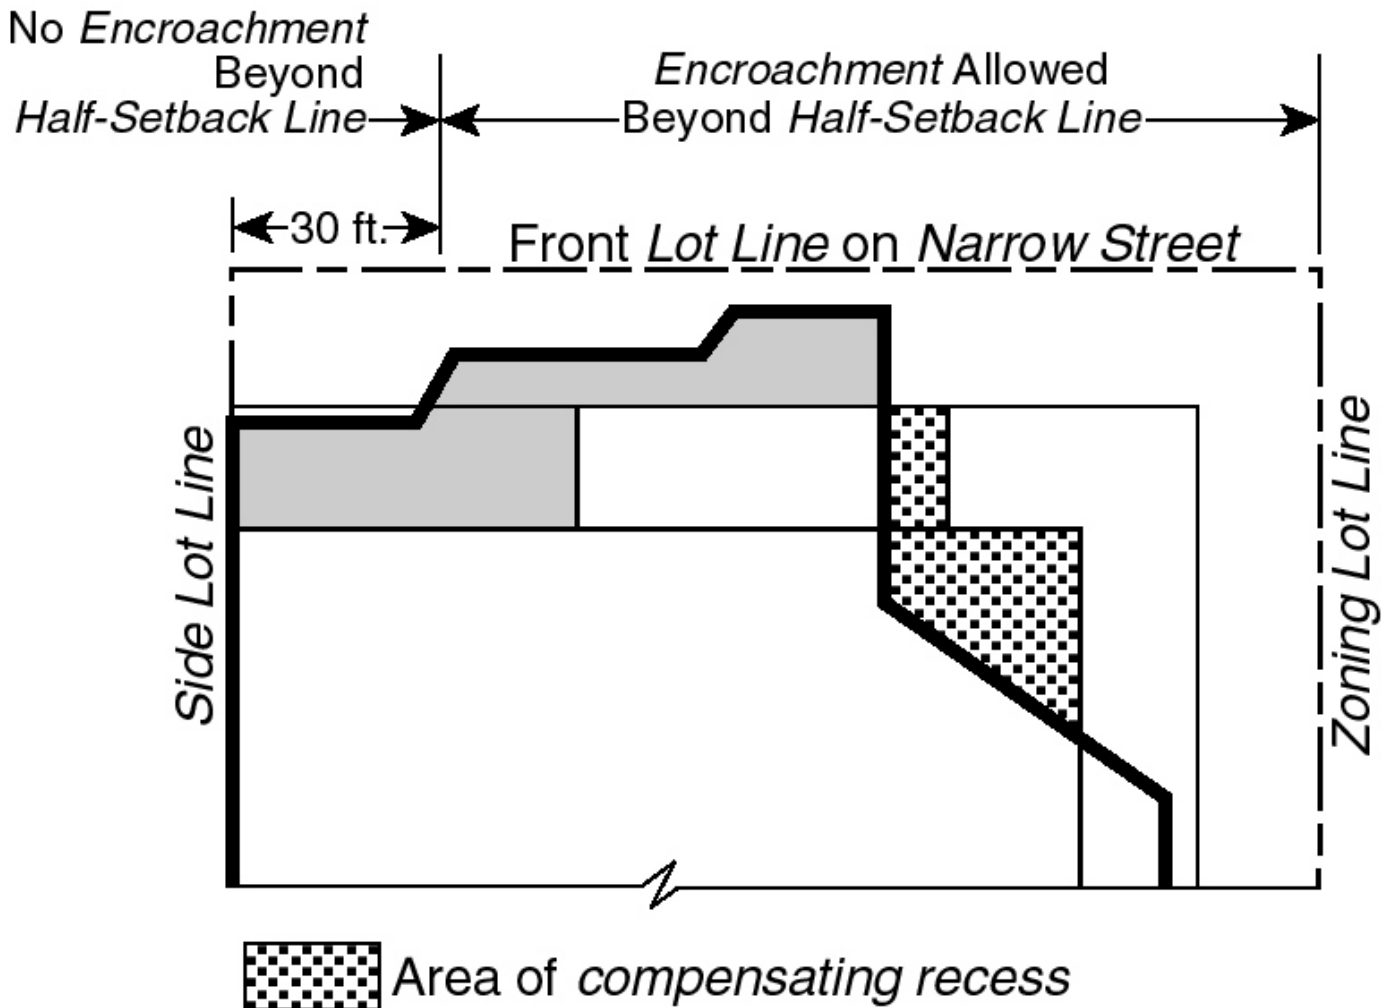 No Encroachment
Beyond
Half-Setback Line
Encroachment Allowed
Beyond Half-Setback Line
30 ft.
Front Lot Line on Narrow Street
Side Lot Line
Zoning Lot Line
Area of compensating recess